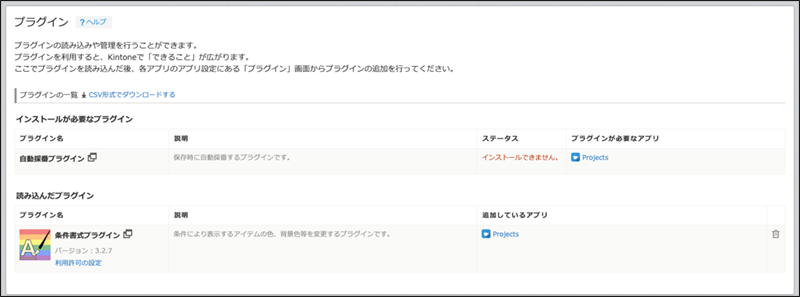 プラグイン ?ヘルプ
プラグインの読み込みや管理を行うことができます。
プラグインを利用すると、Kintoneで「できること」が広がります。
ここでプラグインを読み込んだ後、各アプリのアプリ設定にある「プラグイン」画面からプラグインの追加を行ってください。
プラグインの一覧 CSV形式でダウンロードする
インストールが必要なプラグイン
プラグイン名 説明 ステータス プラグインが必要なアプリ
自動採番プラグイン 保存時に自動採番するプラグインです。 インストールできません。 Projects
読み込んだプラグイン
プラグイン名 説明 追加しているアプリ
条件書式プラグイン 条件により表示するアイテムの色、背景色等を変更するプラグインです。 Projects
バージョン：3.2.7
利用許可の設定